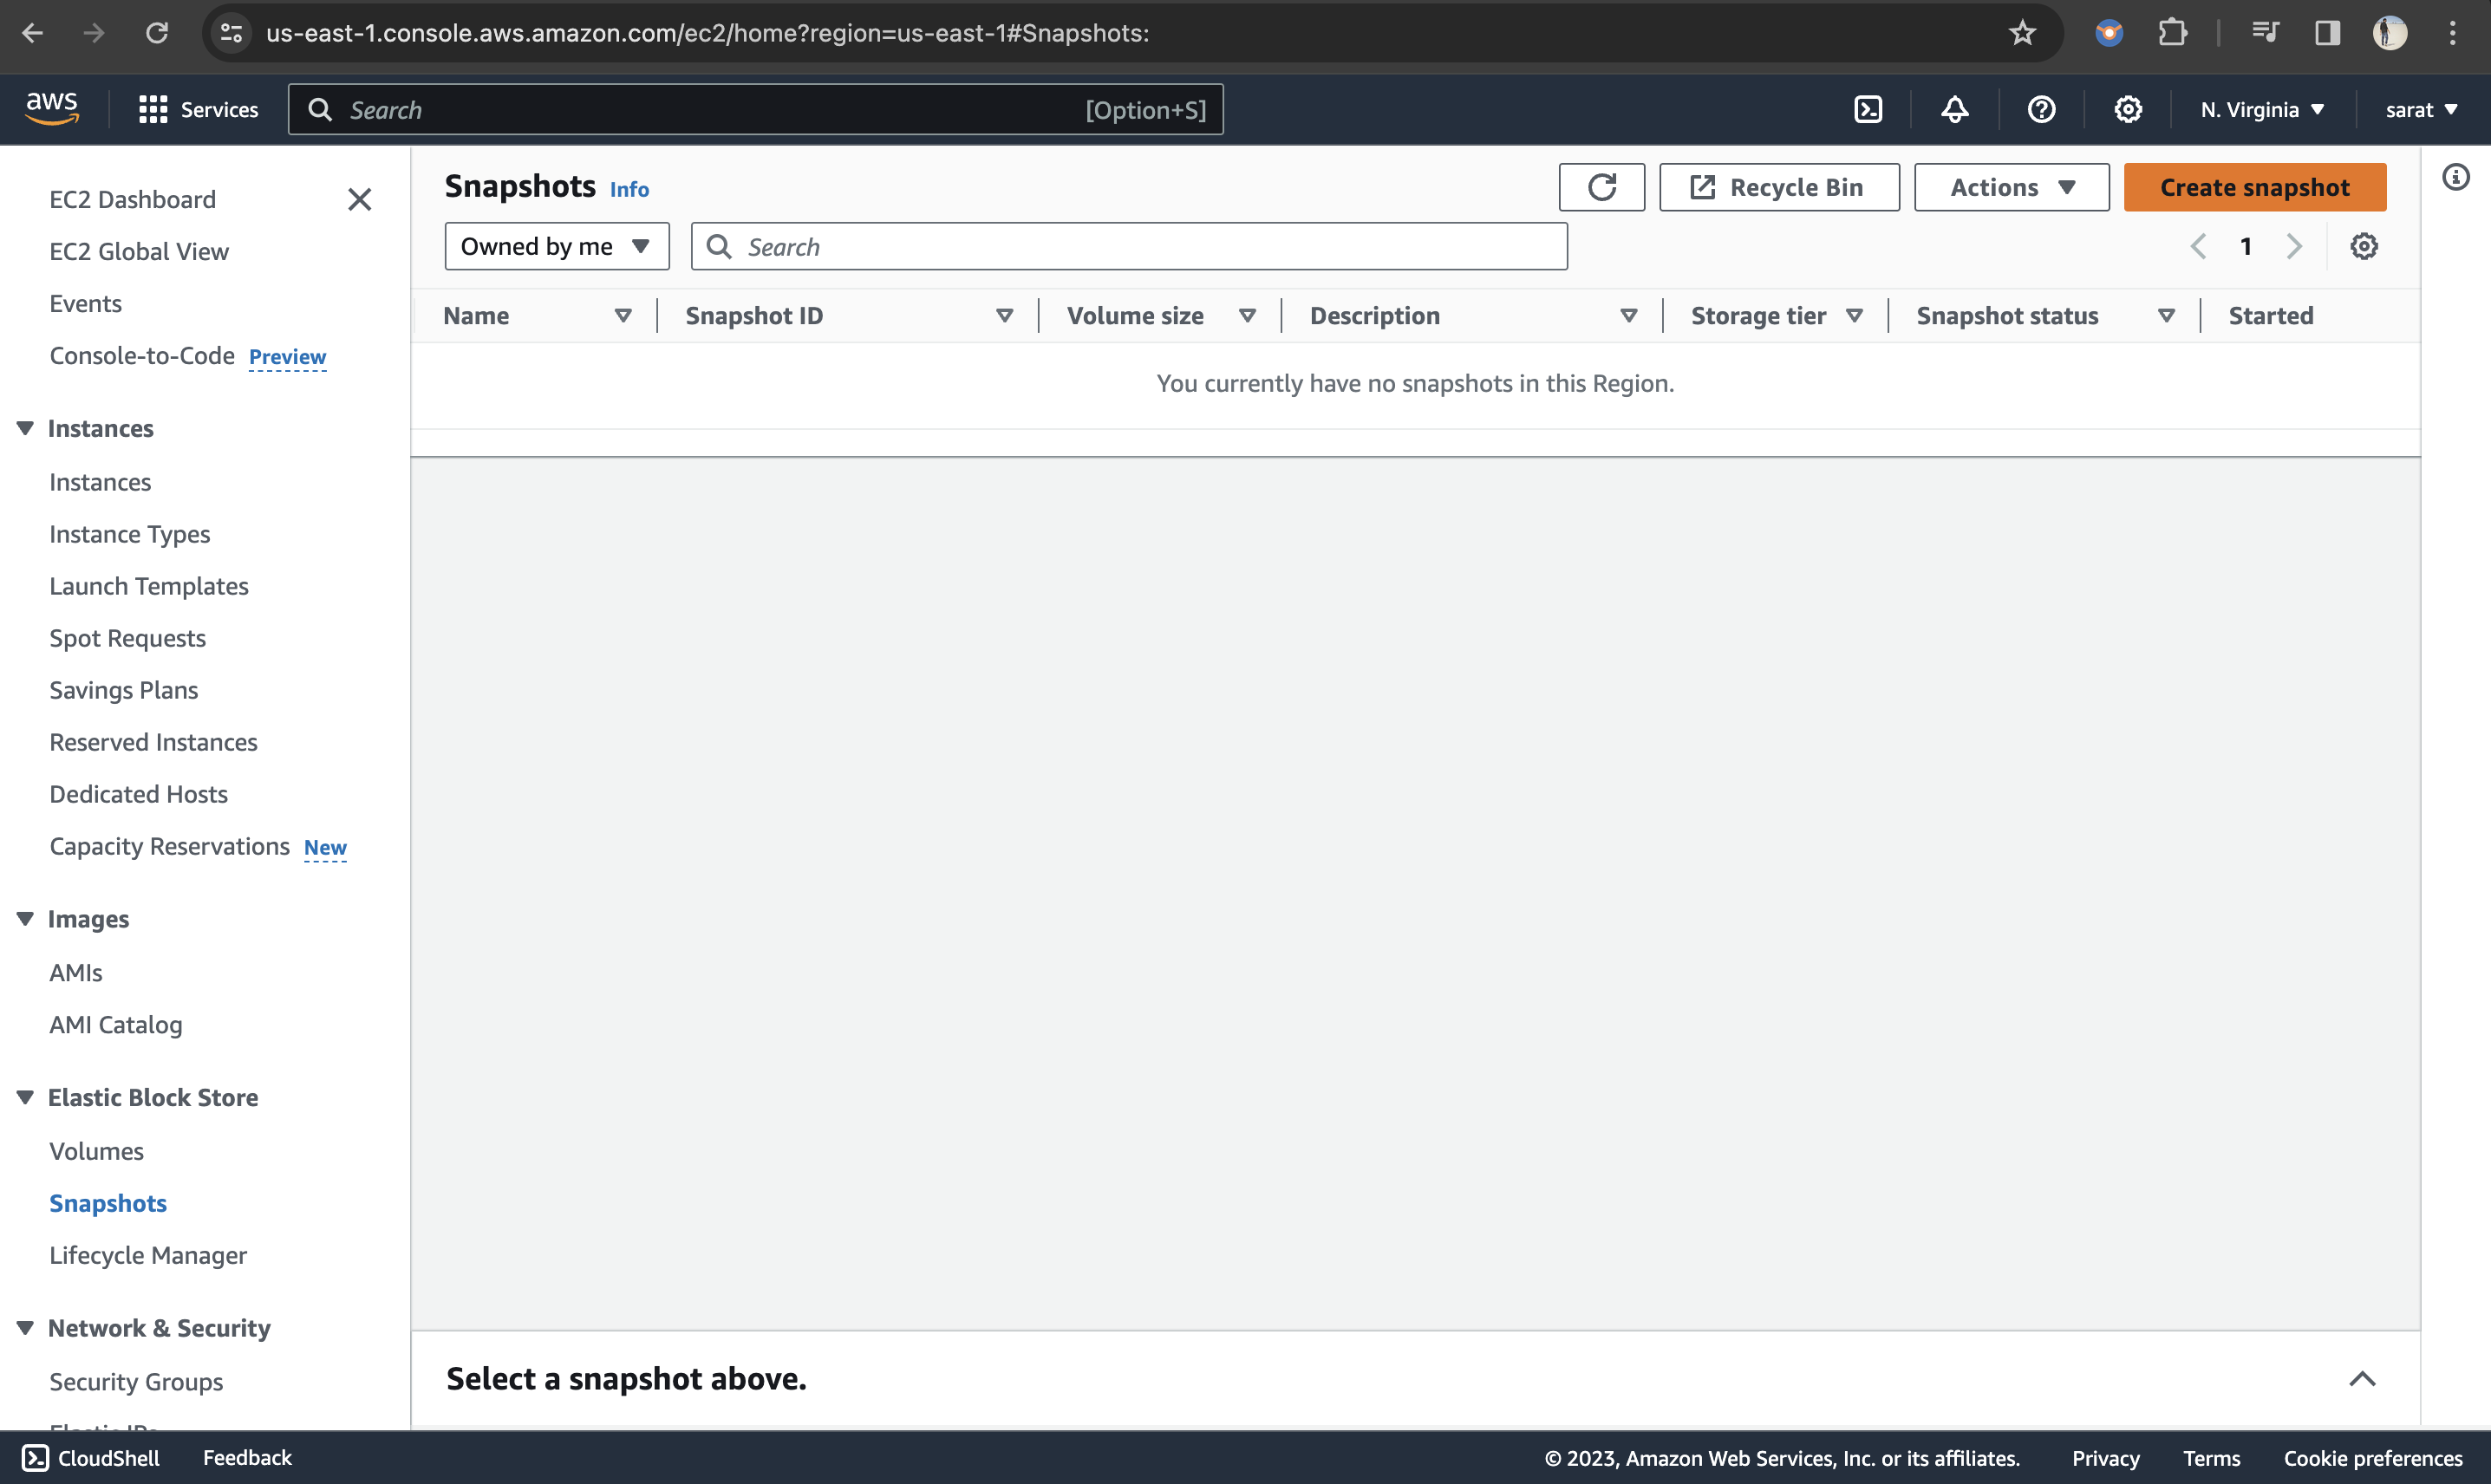 us-east-1.console.aws.amazon.com/ec2/home?region=us-east-1#Snapshots:
aws
Services
Search
[Option+S]
N. Virginia
sarat
EC2 Dashboard
EC2 Global View
Events
Console-to-Code Preview
Instances
Instances
Instance Types
Launch Templates
Spot Requests
Savings Plans
Reserved Instances
Dedicated Hosts
Capacity Reservations New
Images
AMIs
AMI Catalog
Elastic Block Store
Volumes
Snapshots
Lifecycle Manager
Network & Security
Security Groups
Elastic IPs
Snapshots Info
Recycle Bin
Actions
Create snapshot
Owned by me
Search
1
Name
Snapshot ID
Volume size
Description
Storage tier
Snapshot status
Started
You currently have no snapshots in this Region.
Select a snapshot above.
CloudShell
Feedback
© 2023, Amazon Web Services, Inc. or its affiliates.
Privacy
Terms
Cookie preferences